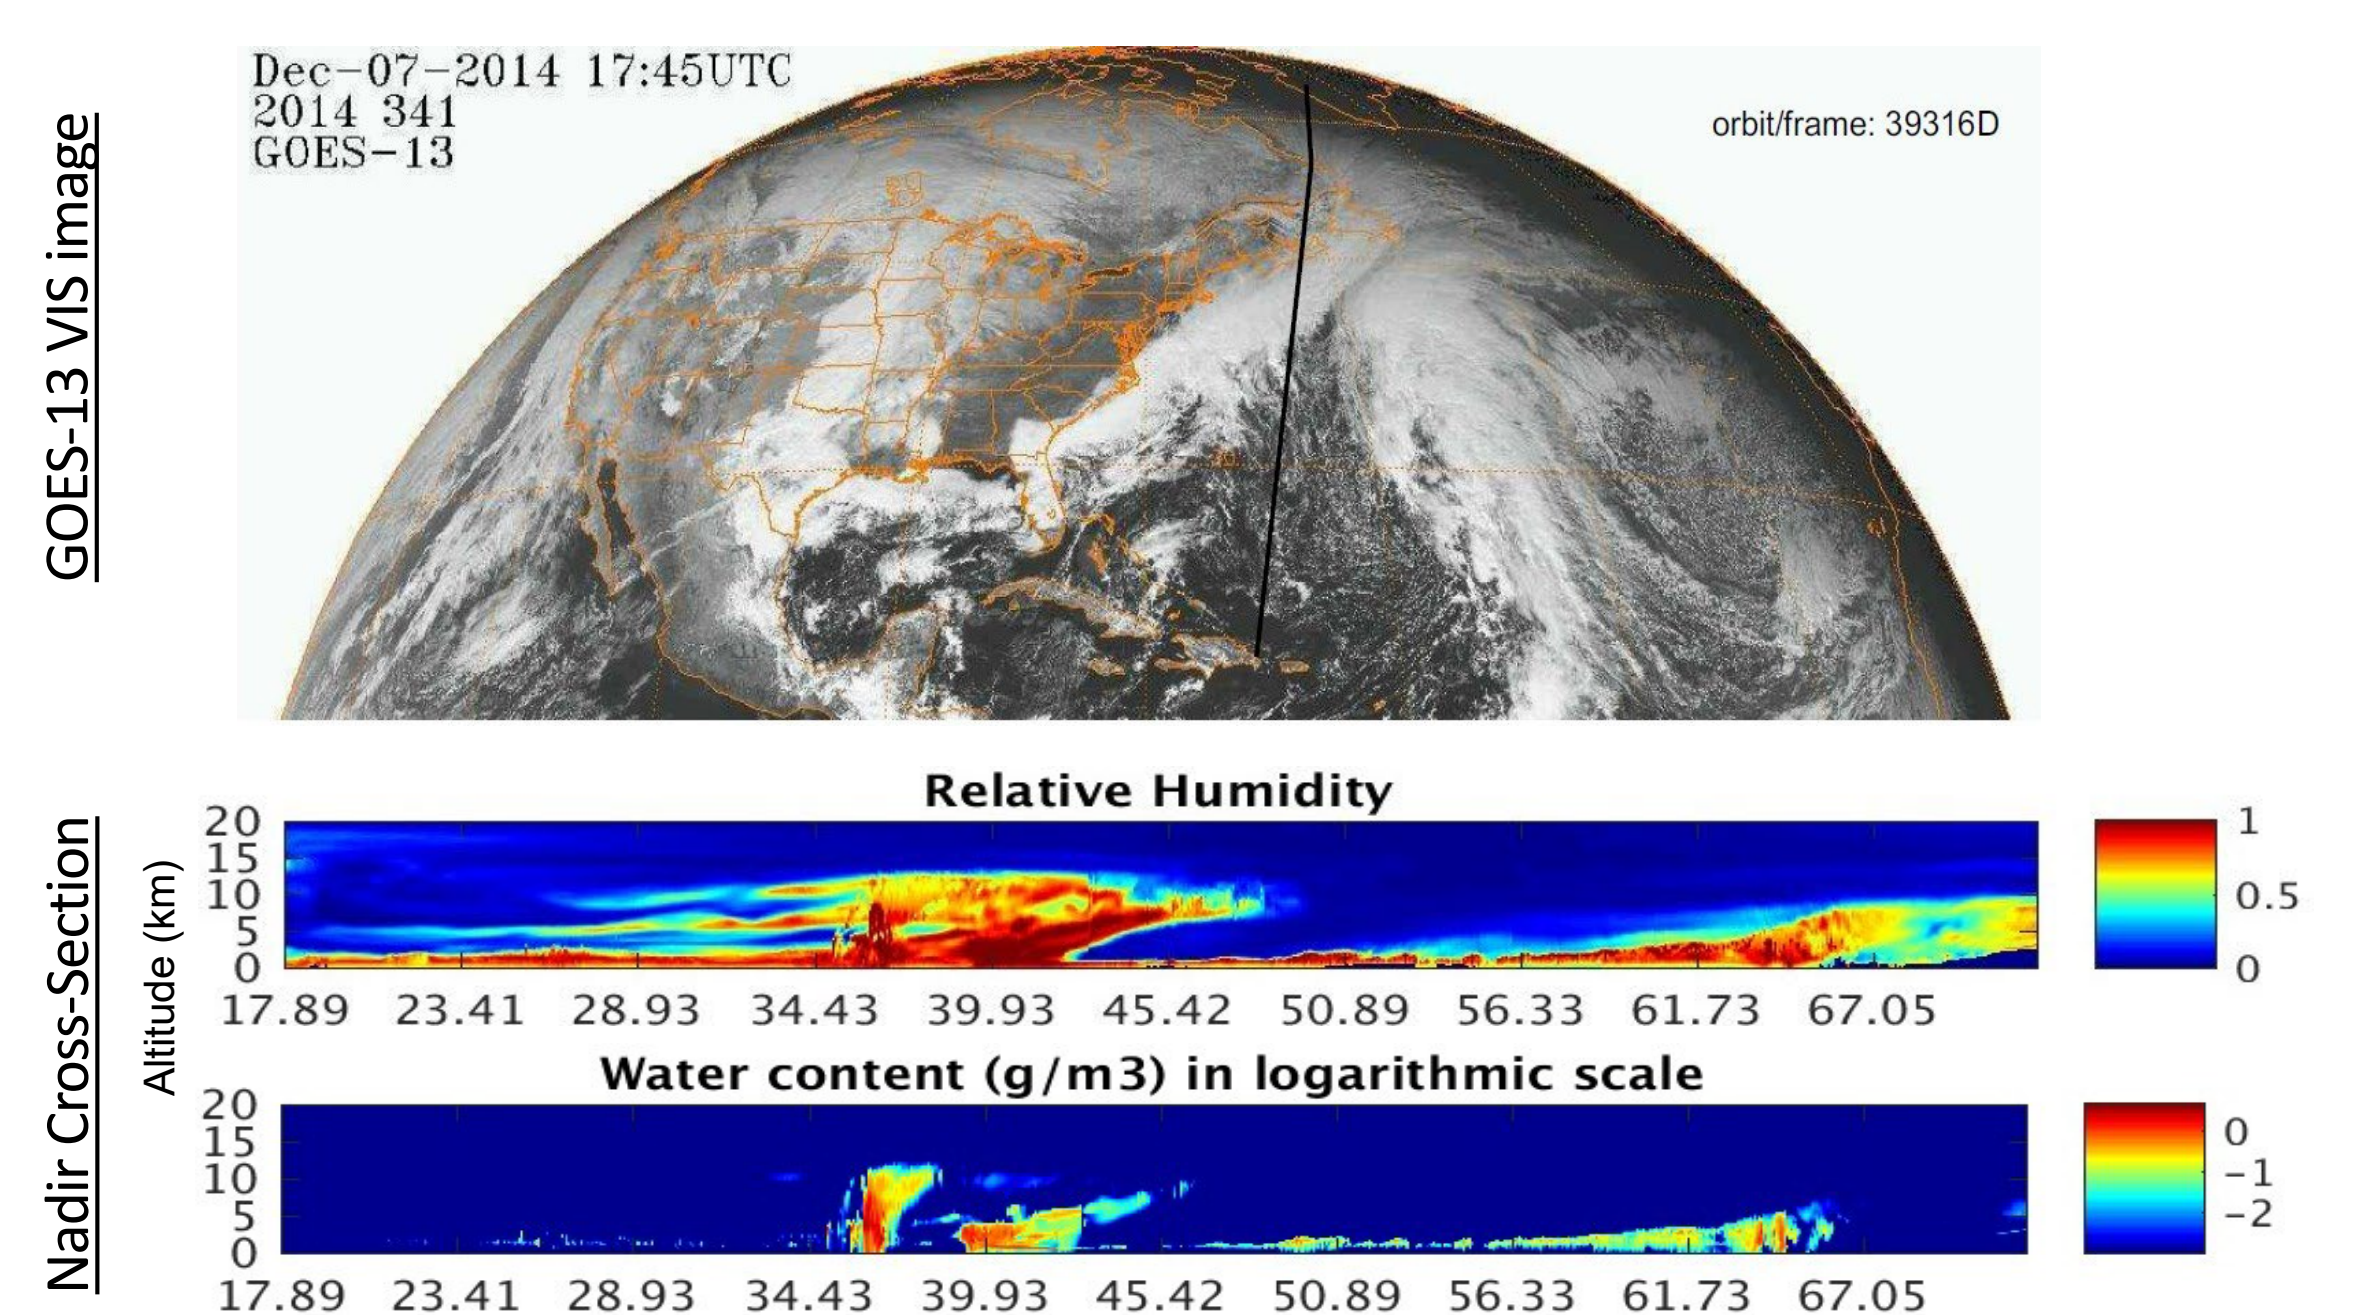 GOES-13 VIS image
Dec-07-2014 17:45UTC
2014 341
GOES-13
orbit/frame: 39316D
Nadir Cross-Section
Altitude (km)
Relative Humidity
20
15
10
5
0
17.89 23.41 28.93 34.43 39.93 45.42 50.89 56.33 61.73 67.05
1
0.5
0
Water content (g/m3) in logarithmic scale
20
15
10
5
0
17.89 23.41 28.93 34.43 39.93 45.42 50.89 56.33 61.73 67.05
0
-1
-2